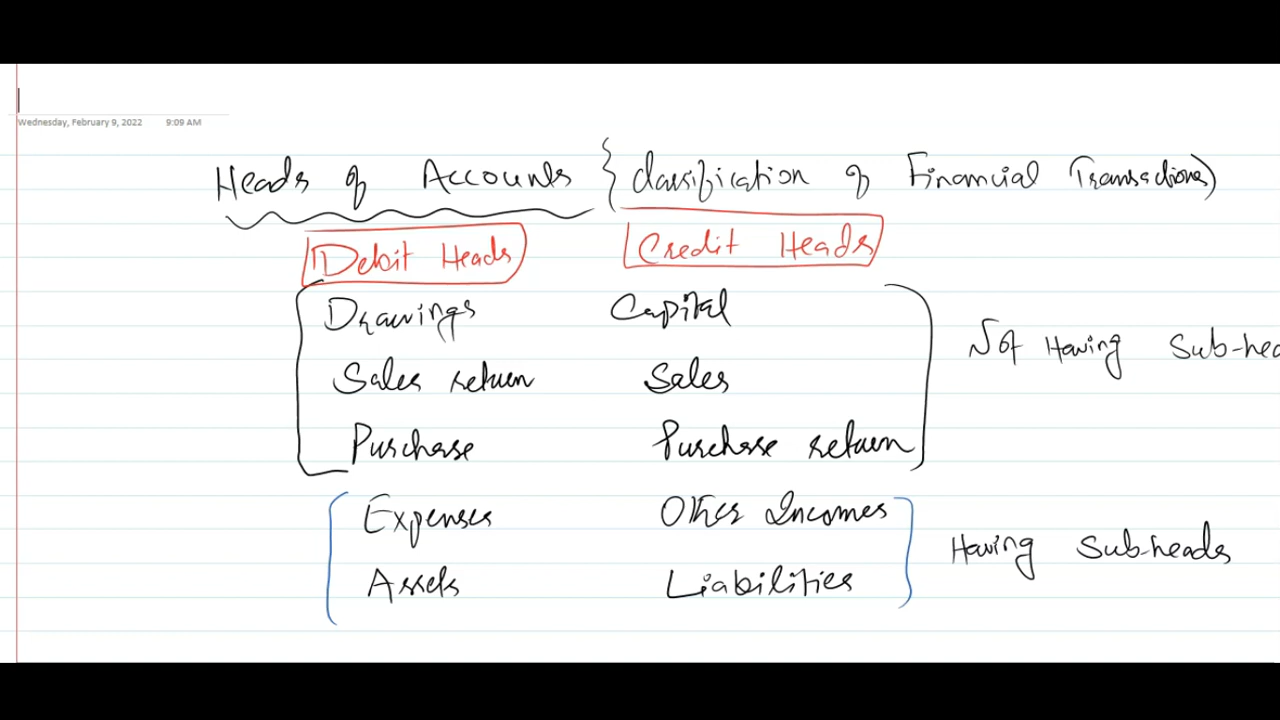 Wednesday, February 9, 2022 9:09 AM
Heads of Accounts { Classification of Financial Transactions)
Debit Heads Credit Heads
Drawings Capital
Not Having Sub-hea
Sales return Sales
Purchase Purchase return
Expenses Other Incomes
Having Sub-heads
Assets Liabilities